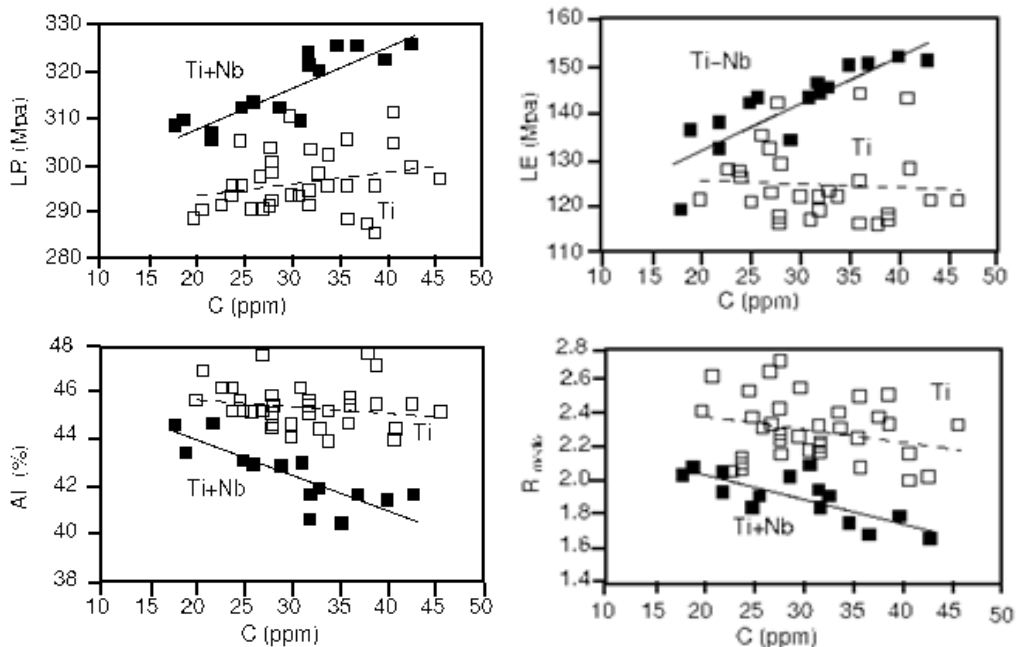 330
320
310
300
290
280
LR (Mpa)
Ti+Nb
Ti
10 15 20 25 30 35 40 45 50
C (ppm)
160
150
140
130
120
110
LE (Mpa)
Ti-Nb
Ti
10 15 20 25 30 35 40 45 50
C (ppm)
48
46
44
42
40
38
Al (%)
Ti
Ti+Nb
10 15 20 25 30 35 40 45 50
C (ppm)
2.8
2.6
2.4
2.2
2.0
1.8
1.6
1.4
R
Ti
Ti+Nb
10 15 20 25 30 35 40 45 50
C (ppm)